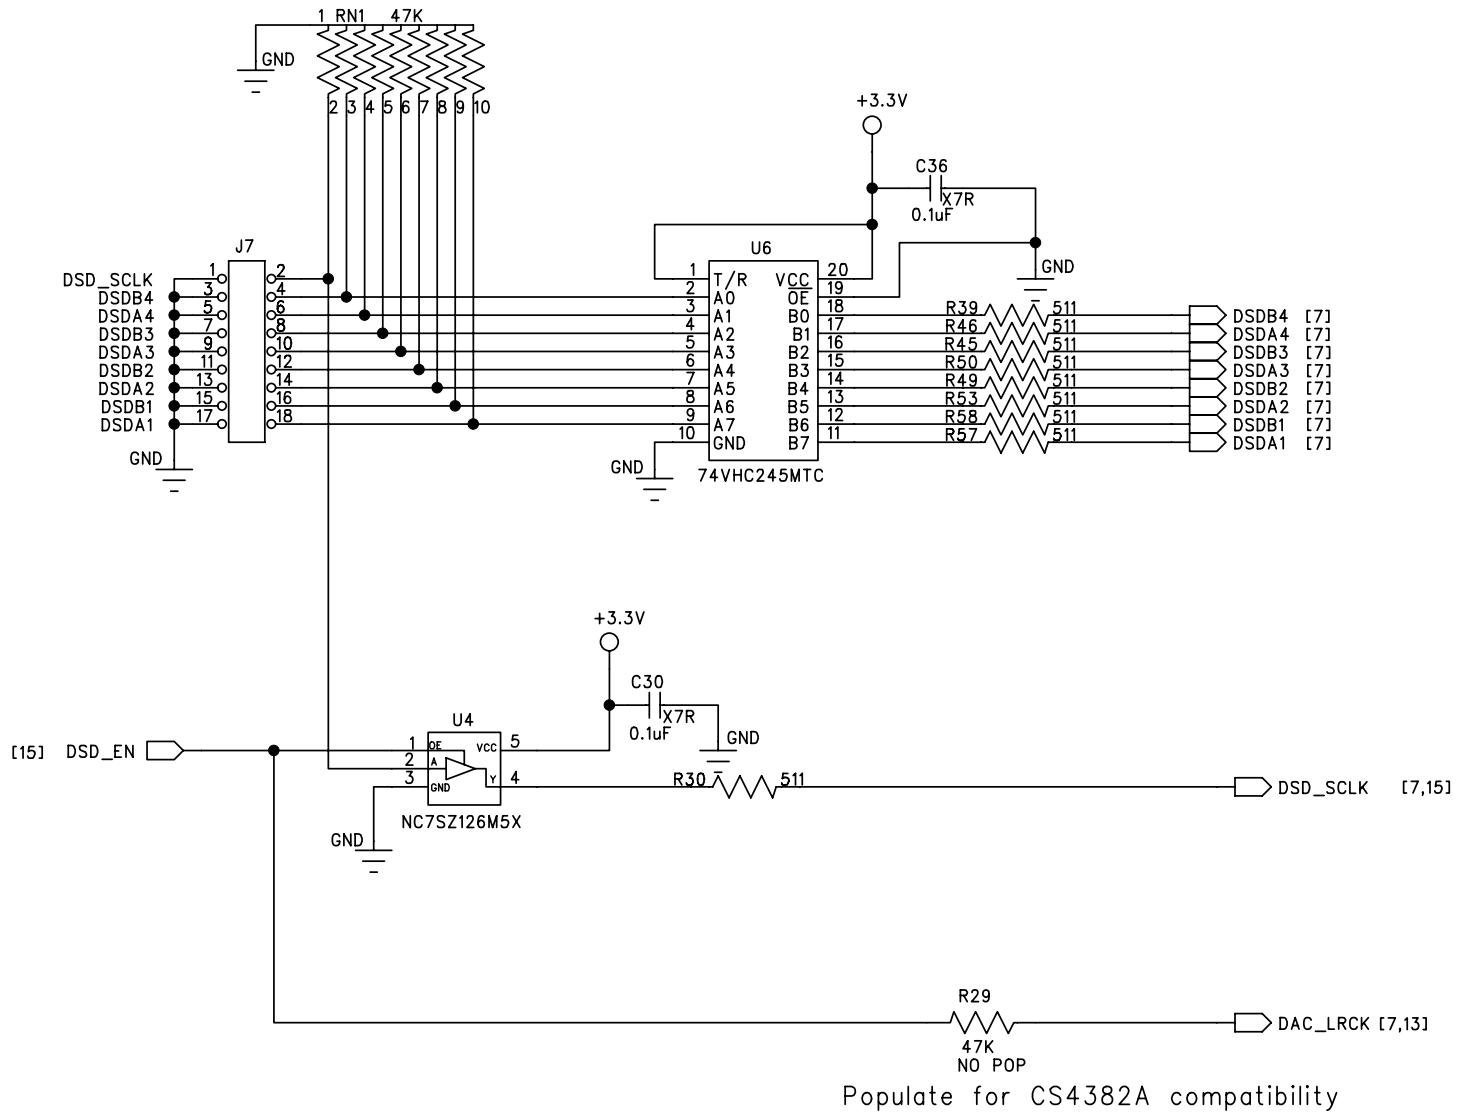 1 RN1 47K
GND
2 3 4 5 6 7 8 9 10
+3.3V
C36
X7R
0.1uF
GND
J7
DSD_SCLK 1 2
DSDB4 3 4
DSDA4 5 6
DSDB3 7 8
DSDA3 9 10
DSDB2 11 12
DSDA2 13 14
DSDB1 15 16
DSDA1 17 18
GND
U6
1 T/R VCC 20
2 A0 OE 19
3 A1 B0 18
4 A2 B1 17
5 A3 B2 16
6 A4 B3 15
7 A5 B4 14
8 A6 B5 13
9 A7 B6 12
10 GND B7 11
GND
74VHC245MTC
R39 511 DSDB4 [7]
R46 511 DSDA4 [7]
R45 511 DSDB3 [7]
R50 511 DSDA3 [7]
R49 511 DSDB2 [7]
R53 511 DSDA2 [7]
R58 511 DSDB1 [7]
R57 511 DSDA1 [7]
+3.3V
C30
X7R
0.1uF
GND
U4
[15] DSD_EN
1 OE VCC 5
2 A
3 GND Y 4
GND
NC7SZ126M5X
R30 511 DSD_SCLK [7,15]
R29
47K
NO POP
DAC_LRCK [7,13]
Populate for CS4382A compatibility